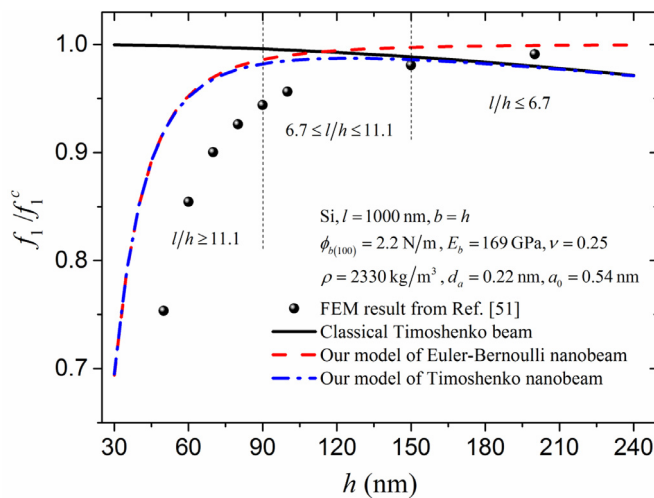 1.0
0.9
0.8
0.7
f₁/f₁ᶜ
l/h ≤ 6.7
6.7 ≤ l/h ≤ 11.1
l/h ≥ 11.1
Si, l = 1000 nm, b = h
ϕb(100) = 2.2 N/m, Eb = 169 GPa, ν = 0.25
ρ = 2330 kg/m³, da = 0.22 nm, a₀ = 0.54 nm
FEM result from Ref. [51]
Classical Timoshenko beam
Our model of Euler-Bernoulli nanobeam
Our model of Timoshenko nanobeam
30 60 90 120 150 180 210 240
h (nm)